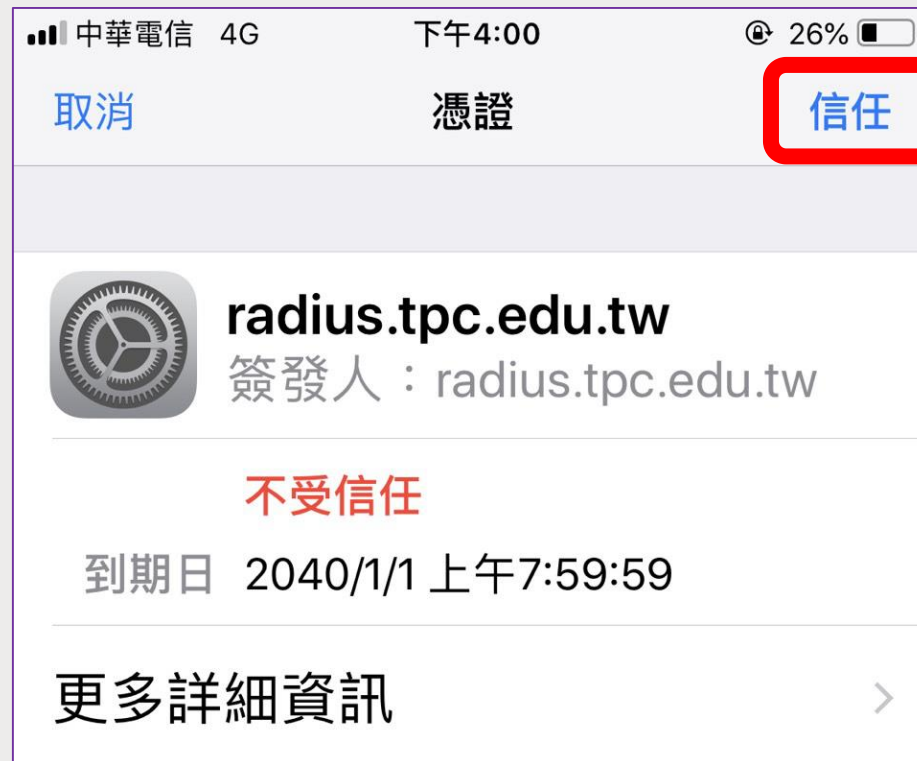 中華電信 4G 下午4:00 26%
取消 憑證 信任
radius.tpc.edu.tw
簽發人：radius.tpc.edu.tw
不受信任
到期日 2040/1/1 上午7:59:59
更多詳細資訊